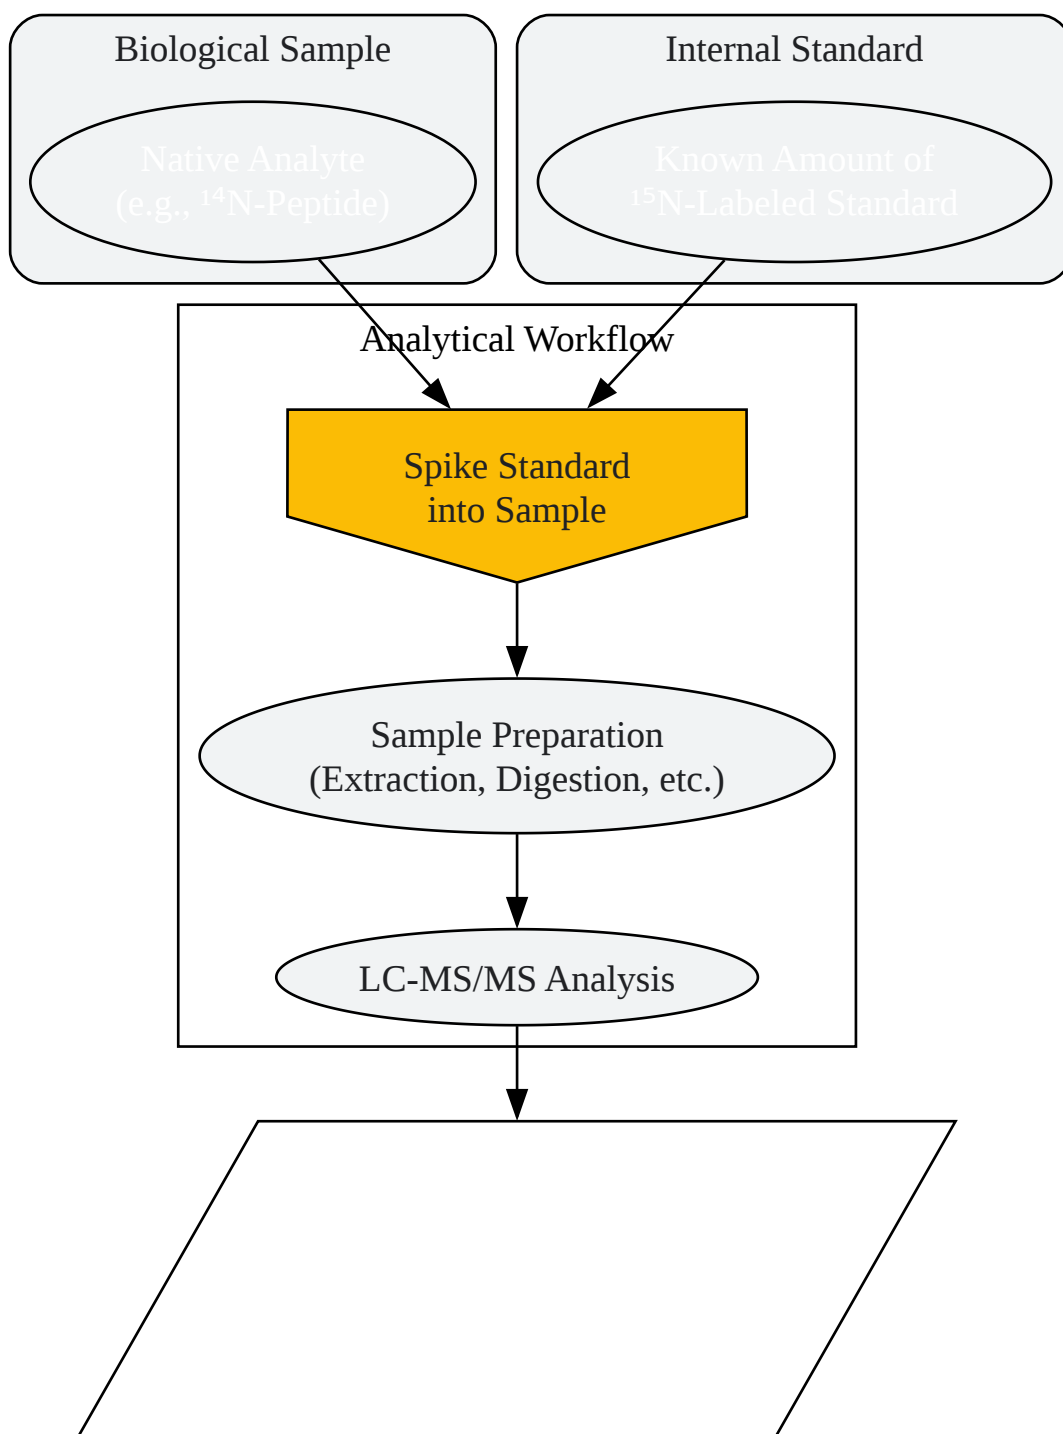 Biological Sample
Native Analyte
(e.g., ¹⁴N-Peptide)
Internal Standard
Known Amount of
¹⁵N-Labeled Standard
Analytical Workflow
Spike Standard
into Sample
Sample Preparation
(Extraction, Digestion, etc.)
LC-MS/MS Analysis